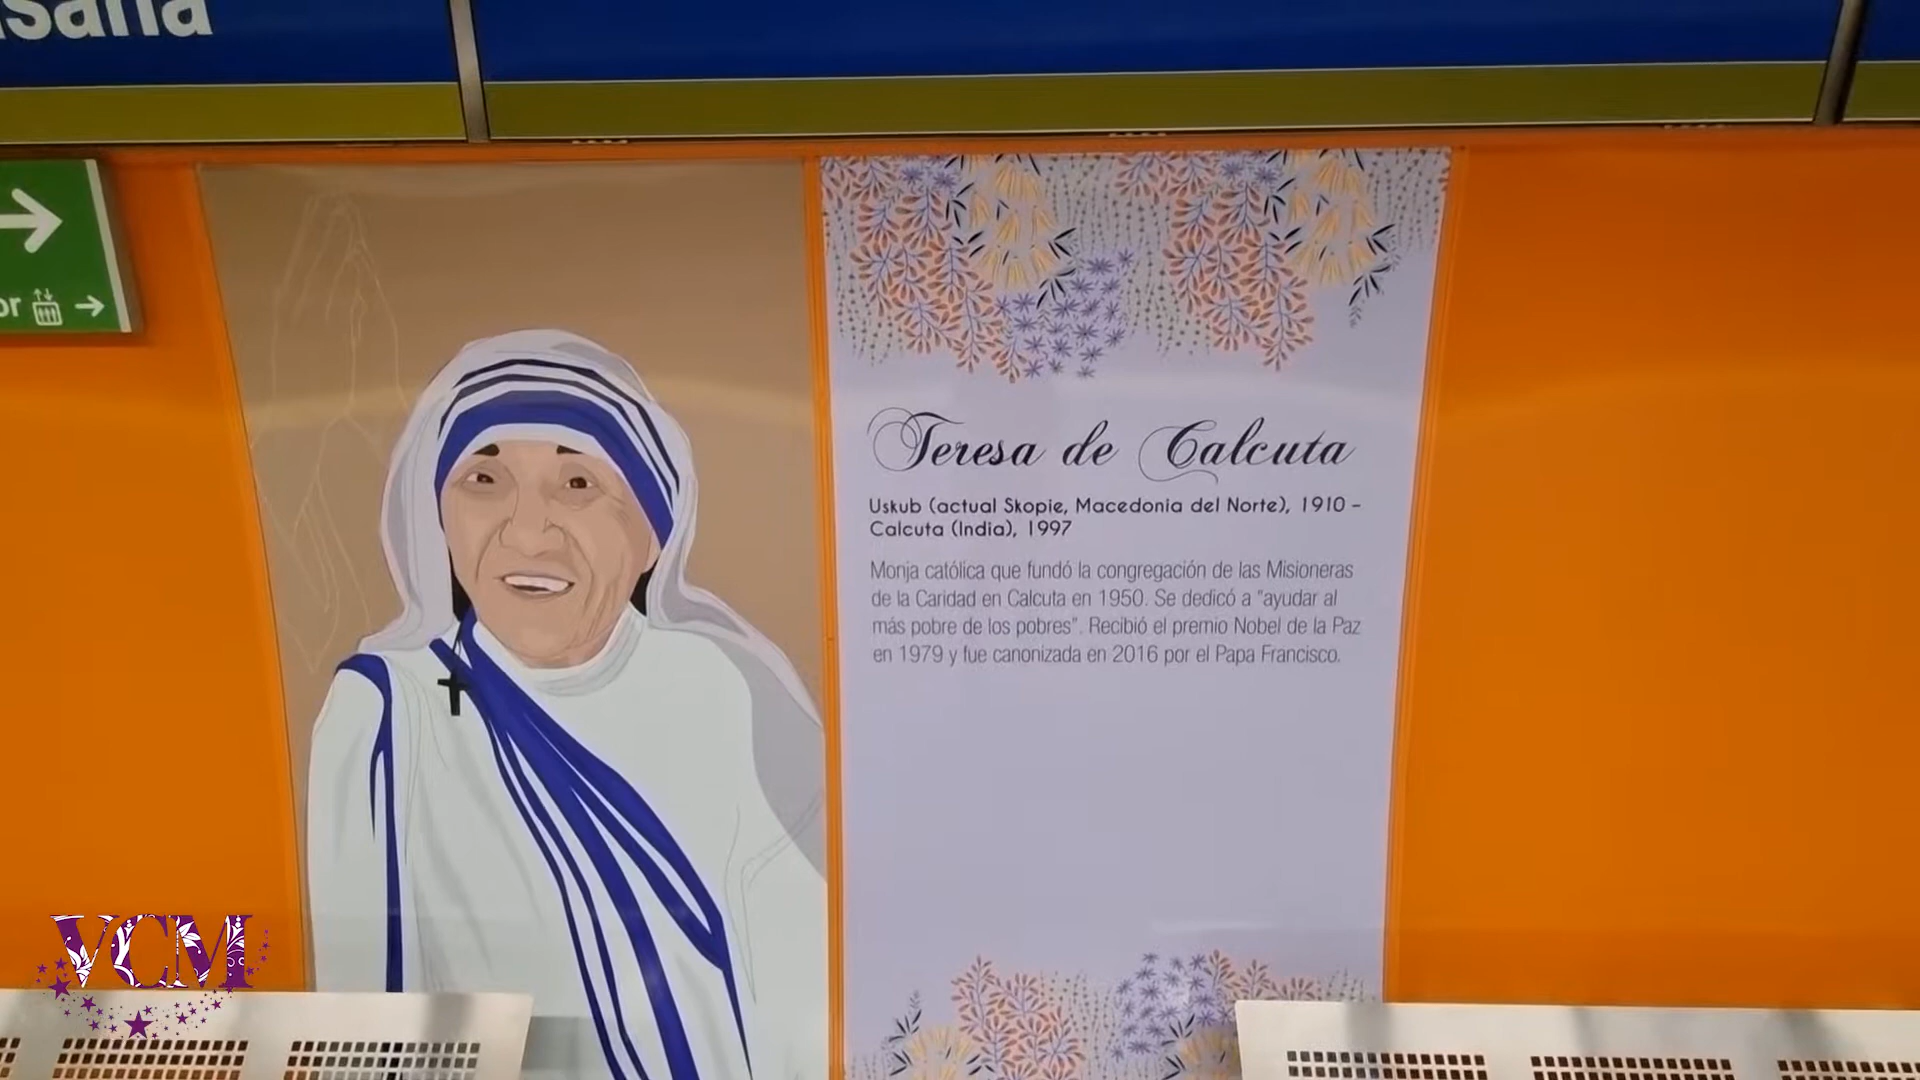 Teresa de Calcuta
Uskub (actual Skopie, Macedonia del Norte), 1910 –
Calcuta (India), 1997
Monja católica que fundó la congregación de las Misioneras
de la Caridad en Calcuta en 1950. Se dedicó a "ayudar al
más pobre de los pobres". Recibió el premio Nobel de la Paz
en 1979 y fue canonizada en 2016 por el Papa Francisco.
VCM